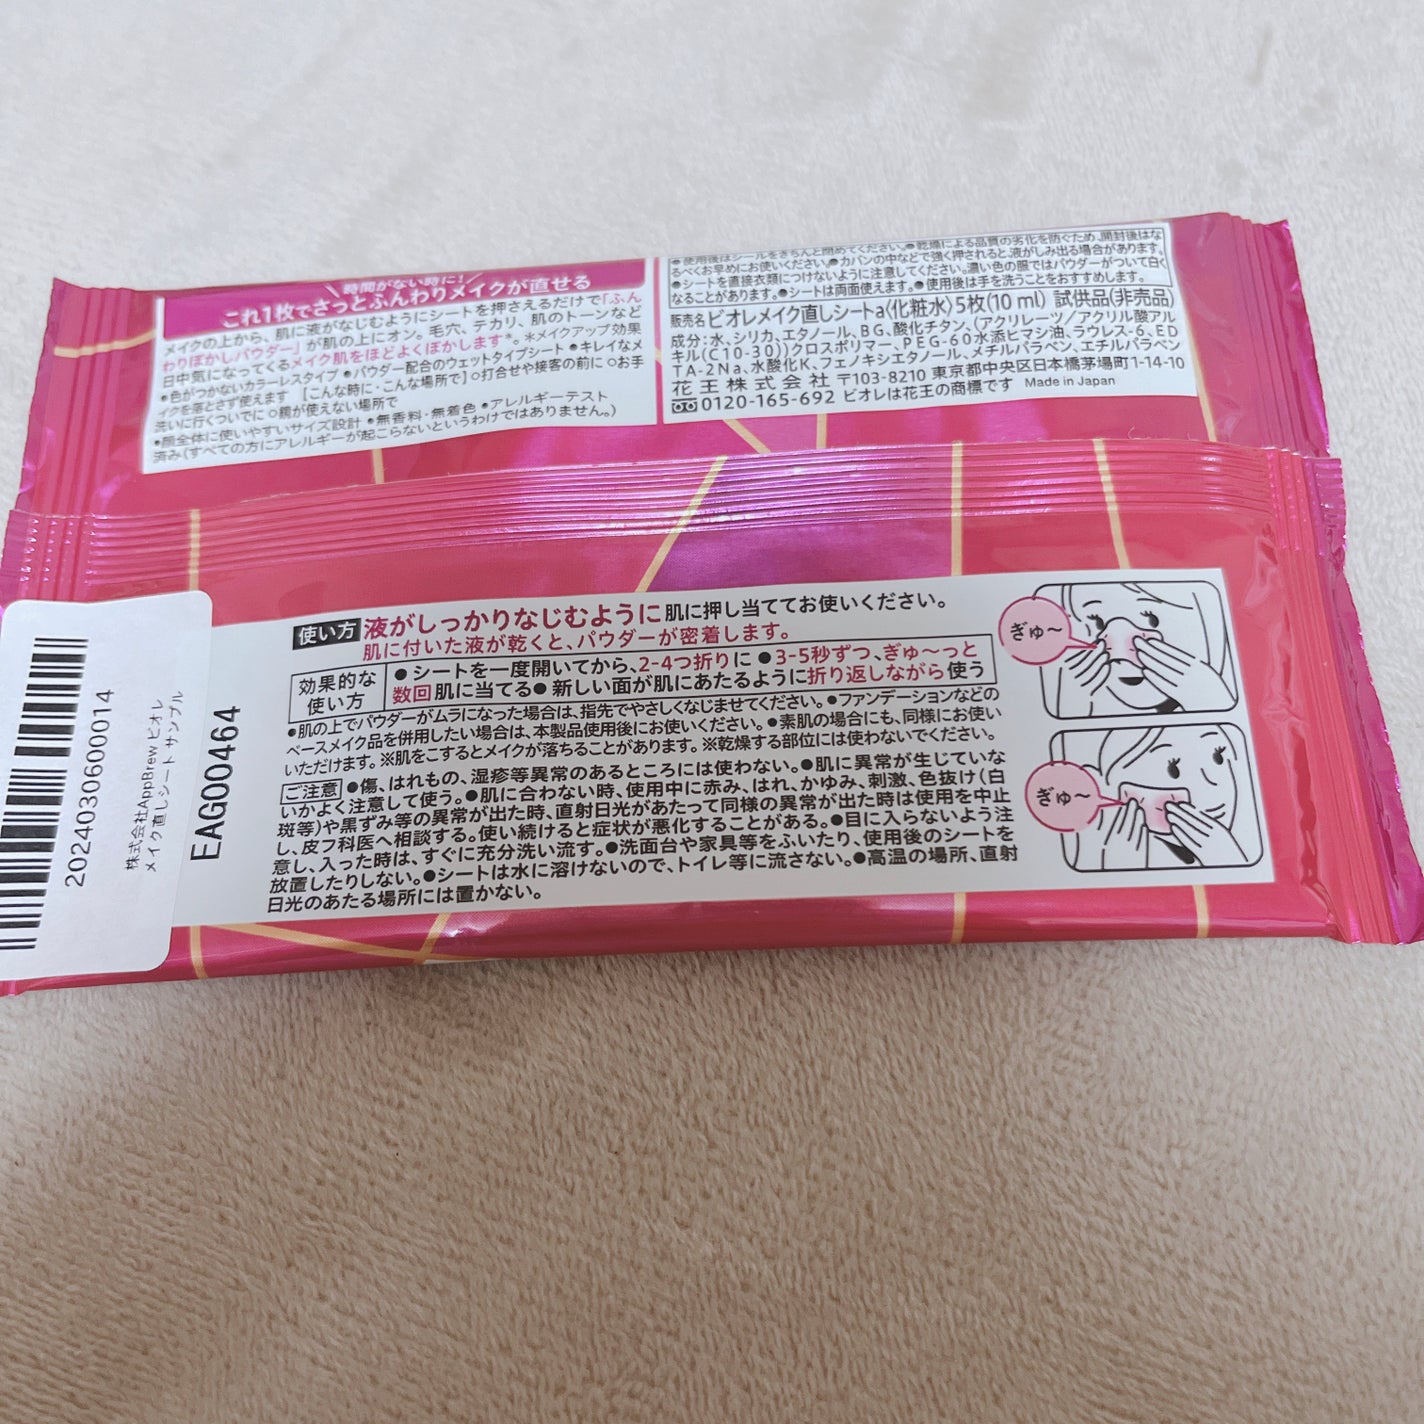 時間がない時に!
これ1枚でさっとふんわりメイクが直せる
メイクの上から、肌に液がなじむようにシートを押さえるだけで「ふん
わりぼかしパウダー」が肌の上にオン。毛穴、テカリ、肌のトーンなど
日中気になってくるメイク肌をほどよくぼかします*。*メイクアップ効果
●色がつかないカラーレスタイプ ●パウダー配合のウェットタイプシート ●キレイなメ
イクを落とさず使えます [こんな時に・こんな場所で] ○打合せや接客の前に ○お手
洗いに行くついでに ○鏡が使えない場所で
●顔全体に使いやすいサイズ設計 ●無香料・無着色 ●アレルギーテスト
済み(すべての方にアレルギーが起こらないというわけではありません。)
●使用後はシールをきちんと閉めてください。●乾燥による品質の劣化を防ぐため、開封後はな
るべくお早めにお使いください。●カバンの中などで強く押されると液がしみ出る場合があります。
●シートを直接衣類につけないように注意してください。濃い色の服ではパウダーがついて白く
なることがあります。●シートは両面使えます。●使用後は手を洗うことをおすすめします。
販売名 ビオレメイク直しシートa〈化粧水〉5枚(10 ml) 試供品(非売品)
成分:水、シリカ、エタノール、BG、酸化チタン、(アクリレーツ/アクリル酸アル
キル(C10-30))クロスポリマー、PEG-60水添ヒマシ油、ラウレス-6、ED
TA-2Na、水酸化K、フェノキシエタノール、メチルパラベン、エチルパラベン
花王株式会社 〒103-8210 東京都中央区日本橋茅場町1-14-10
0120-165-692 ビオレは花王の商標です Made in Japan
使い方 液がしっかりなじむように肌に押し当ててお使いください。
肌に付いた液が乾くと、パウダーが密着します。
効果的な
使い方
●シートを一度開いてから、2-4つ折りに ●3-5秒ずつ、ぎゅ〜っと
数回肌に当てる● 新しい面が肌にあたるように折り返しながら使う
●肌の上でパウダーがムラになった場合は、指先でやさしくなじませてください。●ファンデーションなどの
ベースメイク品を併用したい場合は、本製品使用後にお使いください。●素肌の場合にも、同様にお使い
いただけます。※肌をこするとメイクが落ちることがあります。※乾燥する部位には使わないでください。
ご注意 ●傷、はれもの、湿疹等異常のあるところには使わない。●肌に異常が生じていな
いかよく注意して使う。●肌に合わない時、使用中に赤み、はれ、かゆみ、刺激、色抜け(白
斑等)や黒ずみ等の異常が出た時、直射日光があたって同様の異常が出た時は使用を中止
し、皮フ科医へ相談する。使い続けると症状が悪化することがある。●目に入らないよう注
意し、入った時は、すぐに充分洗い流す。●洗面台や家具等をふいたり、使用後のシートを
放置したりしない。●シートは水に溶けないので、トイレ等に流さない。●高温の場所、直射
日光のあたる場所には置かない。
ぎゅ〜
ぎゅ〜
2024030600014
株式会社AppBrew ビオレ
メイク直しシート サンプル
EAG00464